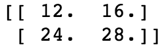 [[ 12.  16.]
 [ 24.  28.]]